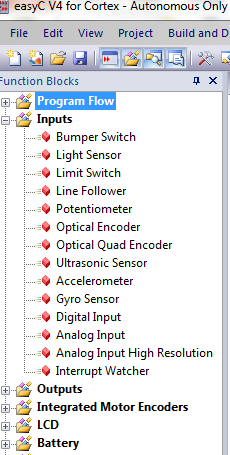 easyC V4 for Cortex - Autonomous Only
File Edit View Project Build and D
Function Blocks
Program Flow
Inputs
Bumper Switch
Light Sensor
Limit Switch
Line Follower
Potentiometer
Optical Encoder
Optical Quad Encoder
Ultrasonic Sensor
Accelerometer
Gyro Sensor
Digital Input
Analog Input
Analog Input High Resolution
Interrupt Watcher
Outputs
Integrated Motor Encoders
LCD
Battery